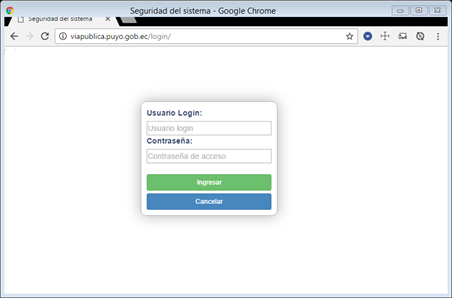 Seguridad del sistema - Google Chrome
Seguridad del sistema
viapublica.puyo.gob.ec/login/
Usuario Login:
Usuario login
Contraseña:
Contraseña de acceso
Ingresar
Cancelar